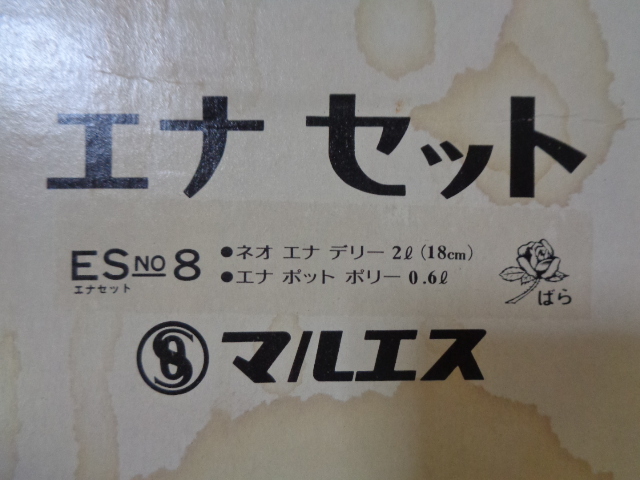 エナ セット
ESNO8
エナセット
●ネオ エナ デリー 2ℓ (18cm)
●エナ ポット ポリー 0.6ℓ
ばら
マルエス